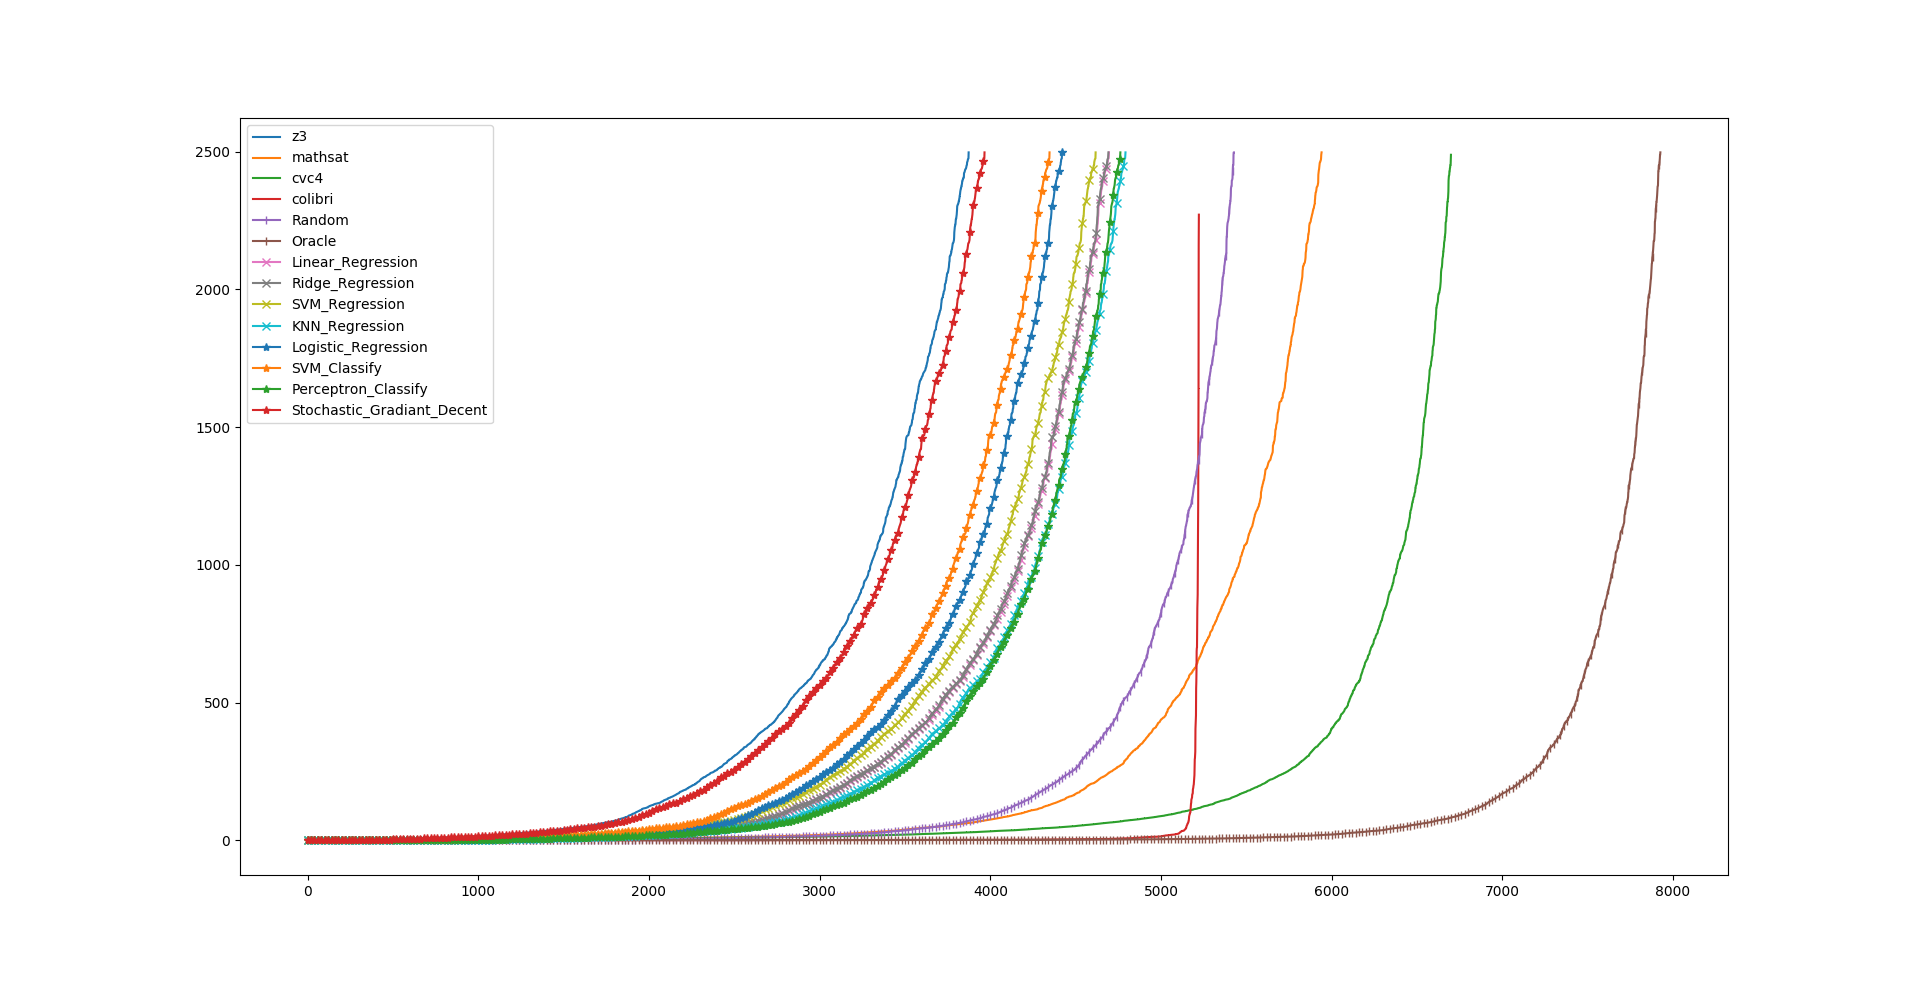 z3
mathsat
cvc4
colibri
Random
Oracle
Linear_Regression
Ridge_Regression
SVM_Regression
KNN_Regression
Logistic_Regression
SVM_Classify
Perceptron_Classify
Stochastic_Gradiant_Decent
2500
2000
1500
1000
500
0
0 1000 2000 3000 4000 5000 6000 7000 8000